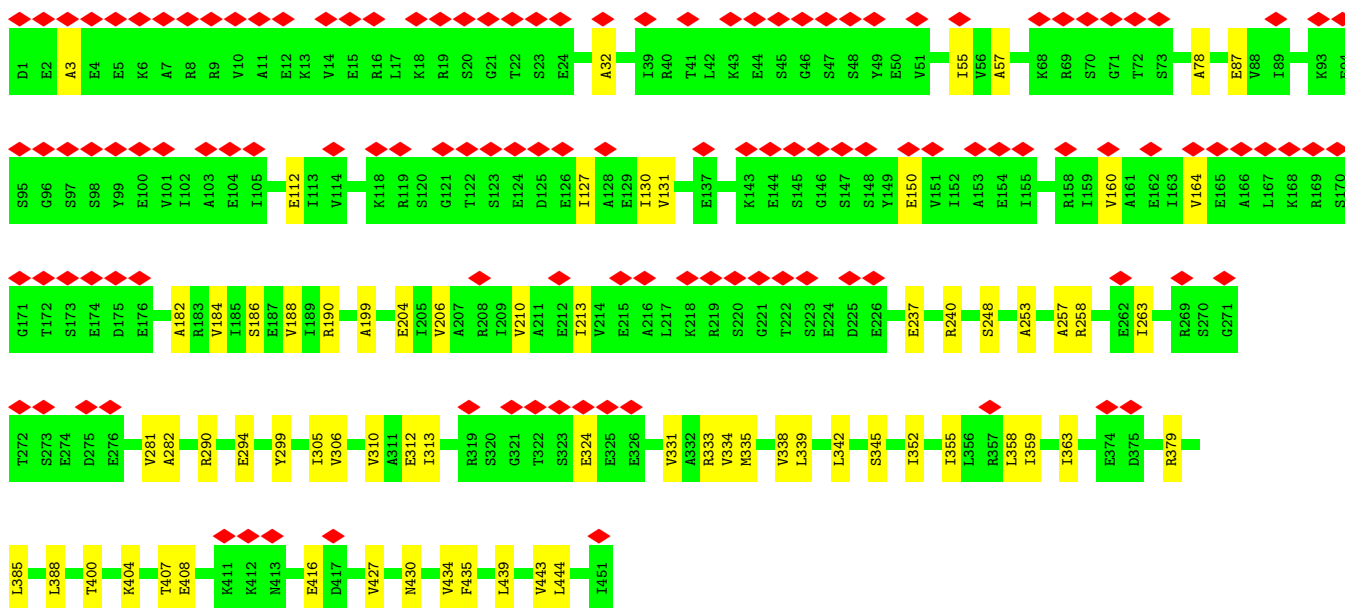 D1 E2 A3 E4 E5 K6 A7 R8 R9 V10 A11 E12 K13 V14 E15 R16 L17 K18 R19 S20 G21 T22 S23 E24 A32 I39 R40 T41 L42 K43 E44 S45 G46 S47 S48 Y49 E50 V51 I55 V56 A57 K68 R69 S70 G71 T72 S73 A78 E87 V88 I89 K93 E94
S95 G96 S97 S98 Y99 E100 V101 I102 A103 E104 I105 E112 I113 V114 K118 R119 S120 G121 T122 S123 E124 D125 E126 I127 A128 E129 I130 V131 E137 K143 E144 S145 G146 S147 S148 Y149 E150 V151 I152 A153 E154 I155 R158 I159 V160 A161 E162 I163 V164 E165 A166 L167 K168 R169 S170
G171 T172 S173 E174 D175 E176 A182 R183 V184 I185 S186 E187 V188 I189 R190 A199 E204 I205 V206 A207 R208 I209 V210 A211 E212 I213 V214 E215 A216 L217 K218 R219 S220 G221 T222 S223 E224 D225 E226 E237 R240 S248 A253 A257 R258 E262 I263 R269 S270 G271
T272 S273 E274 D275 E276 V281 A282 R290 E294 Y299 I305 V306 V310 A311 E312 I313 R319 S320 G321 T322 S323 E324 E325 E326 V331 A332 R333 V334 M335 V338 L339 L342 S345 I352 I355 L356 R357 L358 I359 I363 E374 D375 R379
L385 L388 T400 K404 T407 E408 K411 K412 N413 E416 D417 V427 N430 V434 F435 L439 V443 L444 I451